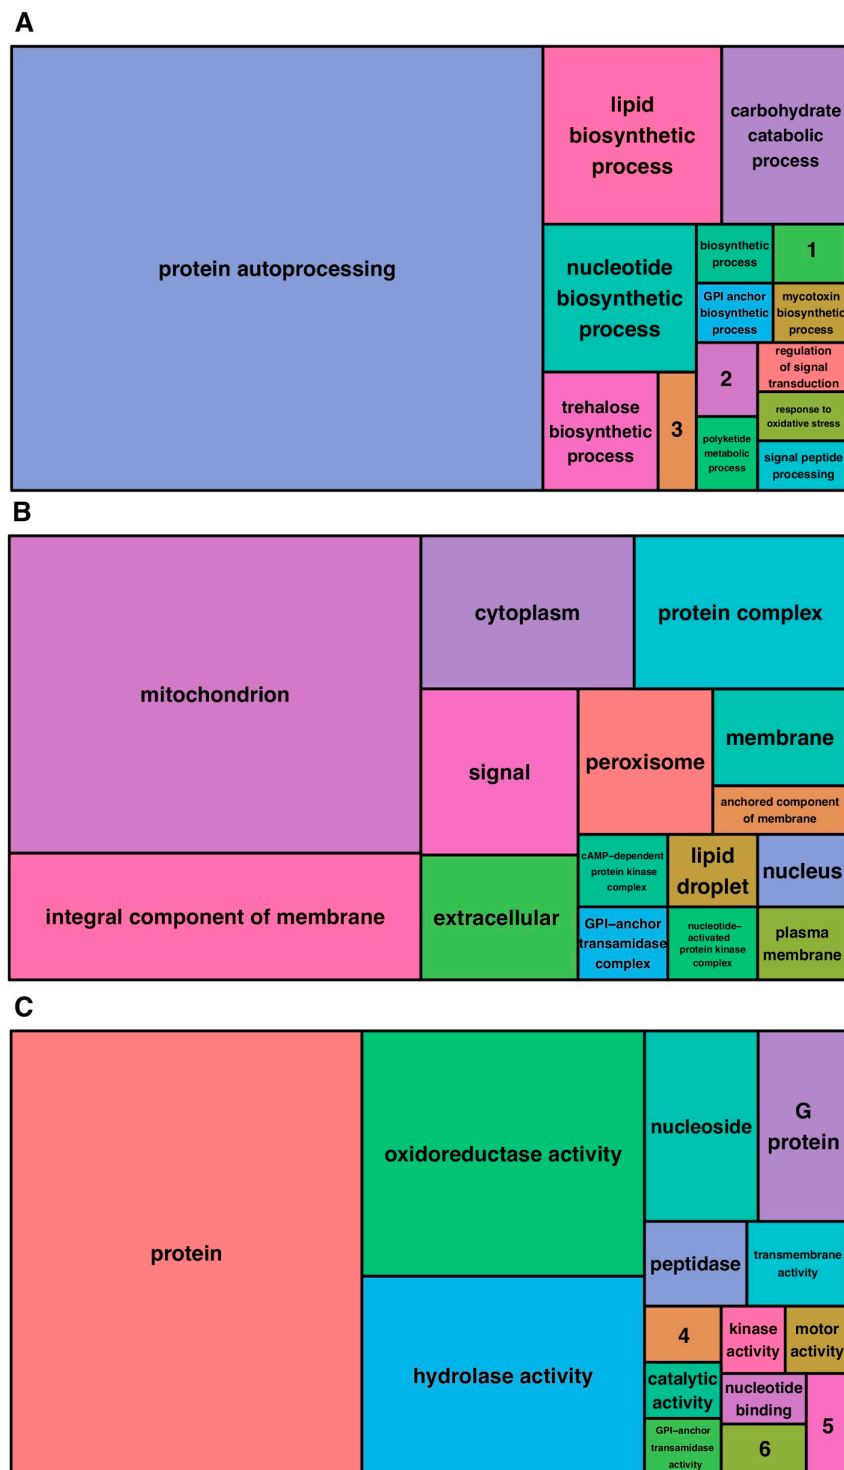 A
protein autoprocessing
lipid
biosynthetic
process
carbohydrate
catabolic
process
nucleotide
biosynthetic
process
biosynthetic
process
1
GPI anchor
biosynthetic
process
mycotoxin
biosynthetic
process
trehalose
biosynthetic
process
3
2
regulation
of signal
transduction
response to
oxidative stress
polyketide
metabolic
process
signal peptide
processing
B
mitochondrion
cytoplasm
protein complex
signal
peroxisome
membrane
anchored component
of membrane
integral component of membrane
extracellular
cAMP–dependent
protein kinase
complex
lipid
droplet
nucleus
GPI–anchor
transamidase
complex
nucleotide–
activated
protein kinase
complex
plasma
membrane
C
protein
oxidoreductase activity
hydrolase activity
nucleoside
G
protein
peptidase
transmembrane
activity
4
kinase
activity
motor
activity
catalytic
activity
nucleotide
binding
5
GPI–anchor
transamidase
activity
6